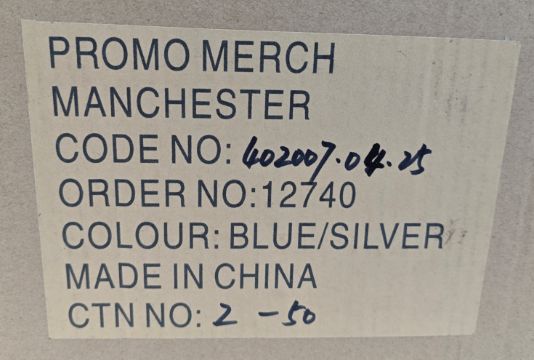 PROMO MERCH
MANCHESTER
CODE NO: 402007.04.25
ORDER NO:12740
COLOUR: BLUE/SILVER
MADE IN CHINA
CTN NO: 2 - 50